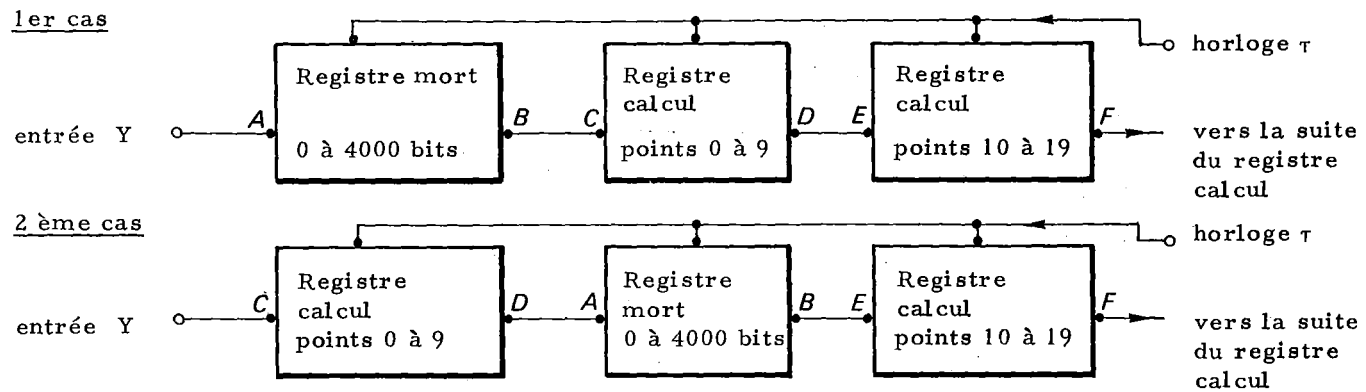 1er cas
horloge τ
Registre mort
0 à 4000 bits
Registre
calcul
points 0 à 9
Registre
calcul
points 10 à 19
entrée Y
A
B
C
D
E
F
vers la suite
du registre
calcul
2 ème cas
horloge τ
Registre
calcul
points 0 à 9
Registre
mort
0 à 4000 bits
Registre
calcul
points 10 à 19
entrée Y
C
D
A
B
E
F
vers la suite
du registre
calcul